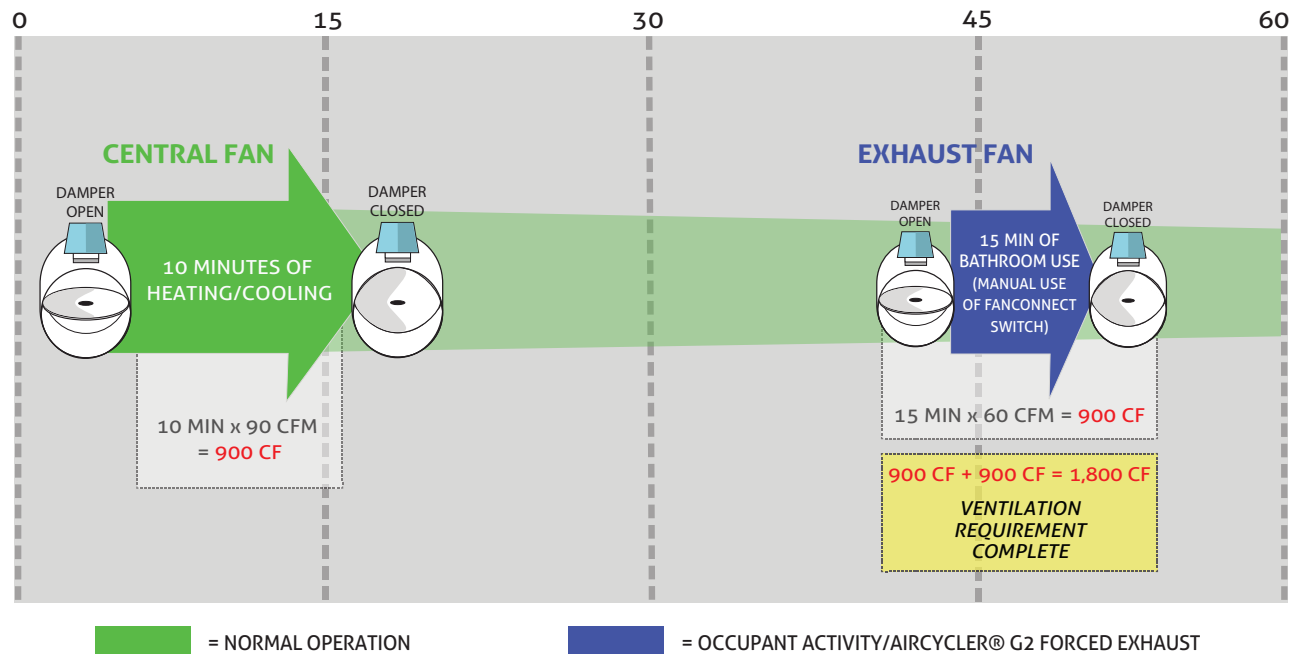 0 15 30 45 60
CENTRAL FAN
DAMPER
OPEN
10 MINUTES OF
HEATING/COOLING
DAMPER
CLOSED
10 MIN x 90 CFM
= 900 CF
EXHAUST FAN
DAMPER
OPEN
15 MIN OF
BATHROOM USE
(MANUAL USE
OF FANCONNECT
SWITCH)
DAMPER
CLOSED
15 MIN x 60 CFM = 900 CF
900 CF + 900 CF = 1,800 CF
VENTILATION
REQUIREMENT
COMPLETE
= NORMAL OPERATION
= OCCUPANT ACTIVITY/AIRCYCLER® G2 FORCED EXHAUST